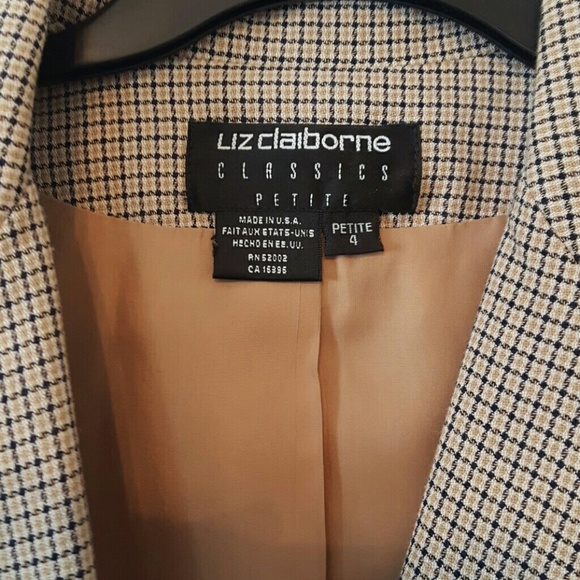 Liz claiborne
CLASSICS
PETITE
MADE IN U.S.A.
FAIT AUX ETATS-UNIS
HECHO EN EE.UU.
RN 52002
CA 16396
PETITE
4